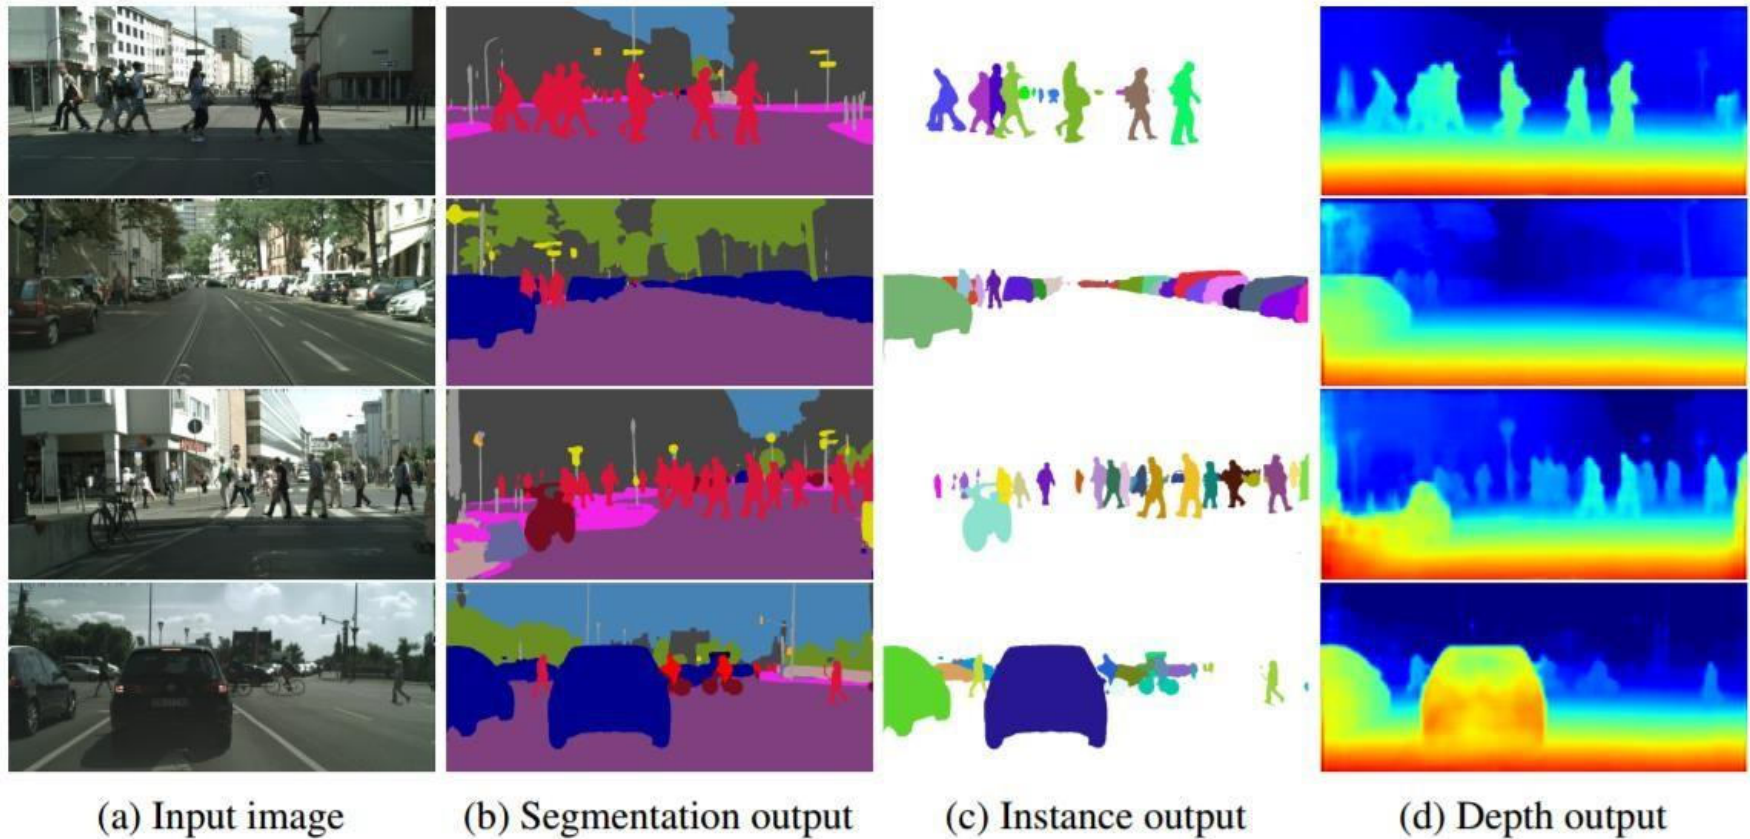 (a) Input image
(b) Segmentation output
(c) Instance output
(d) Depth output